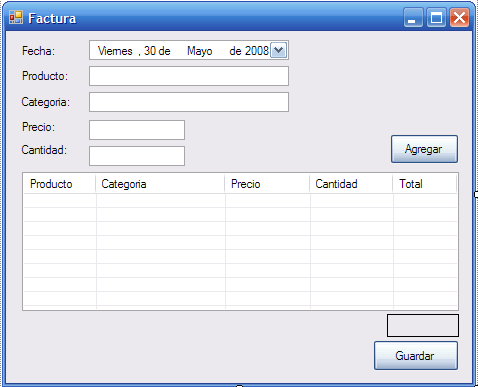 Factura
Fecha: Viernes , 30 de Mayo de 2008
Producto:
Categoria:
Precio:
Cantidad:
Agregar
Producto Categoria Precio Cantidad Total
Guardar